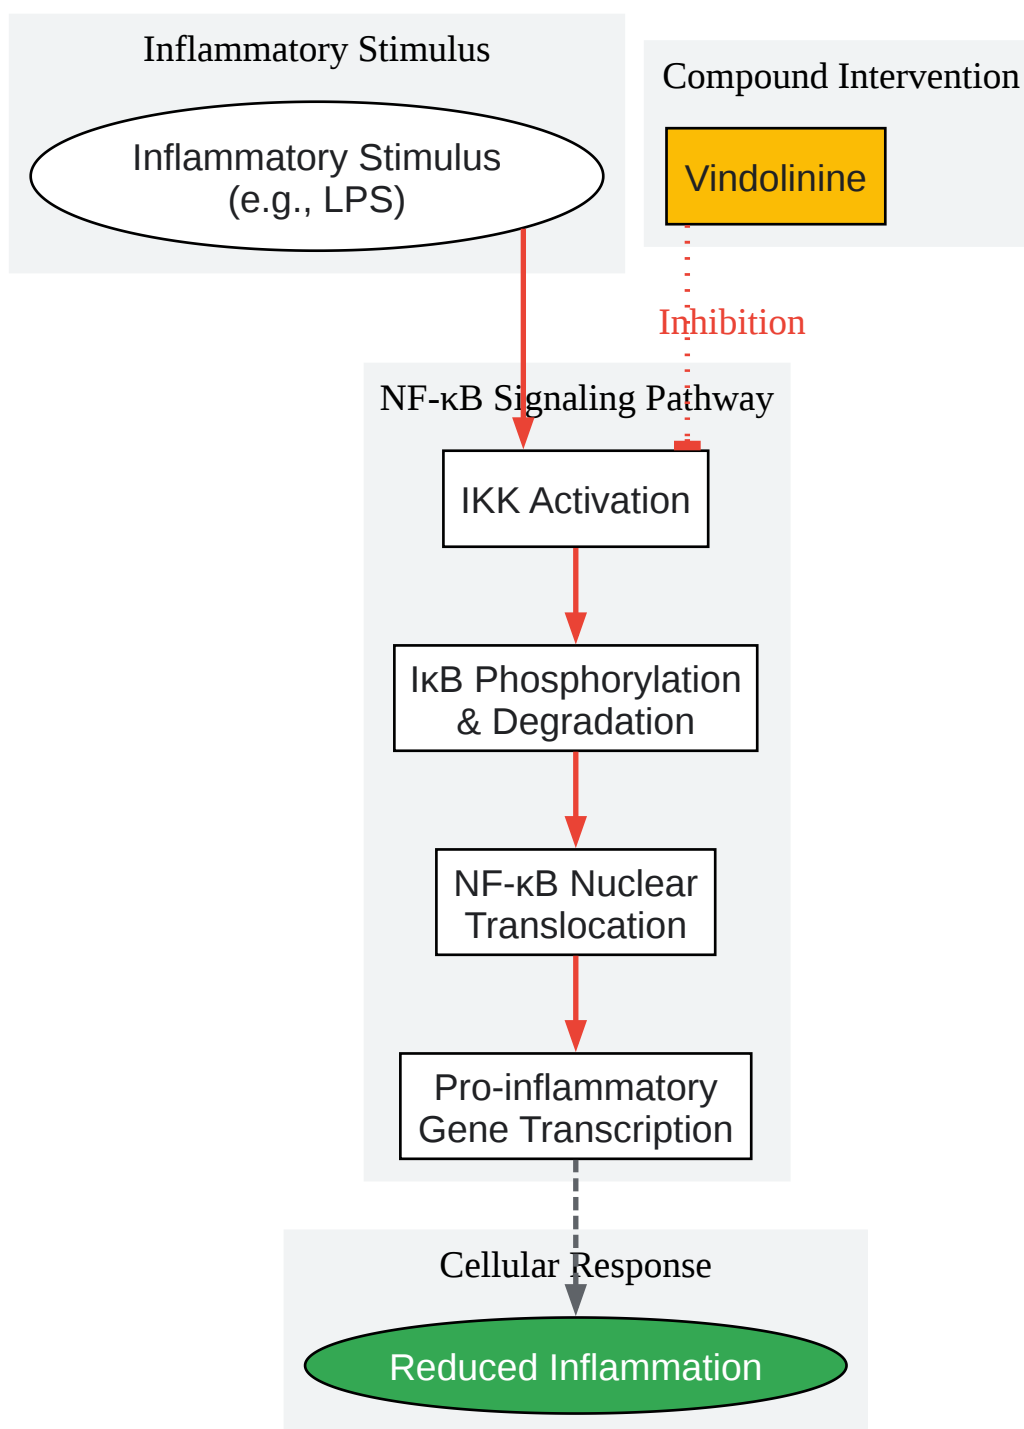 Inflammatory Stimulus
Inflammatory Stimulus
(e.g., LPS)
Compound Intervention
Vindolinine
Inhibition
NF-κB Signaling Pathway
IKK Activation
IκB Phosphorylation
& Degradation
NF-κB Nuclear
Translocation
Pro-inflammatory
Gene Transcription
Cellular Response
Reduced Inflammation